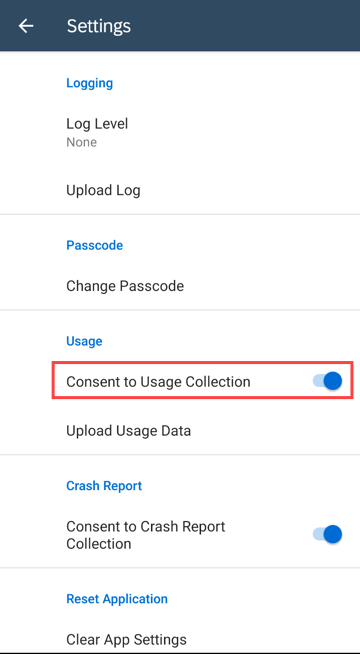 Settings
Logging
Log Level
None
Upload Log
Passcode
Change Passcode
Usage
Consent to Usage Collection
Upload Usage Data
Crash Report
Consent to Crash Report
Collection
Reset Application
Clear App Settings